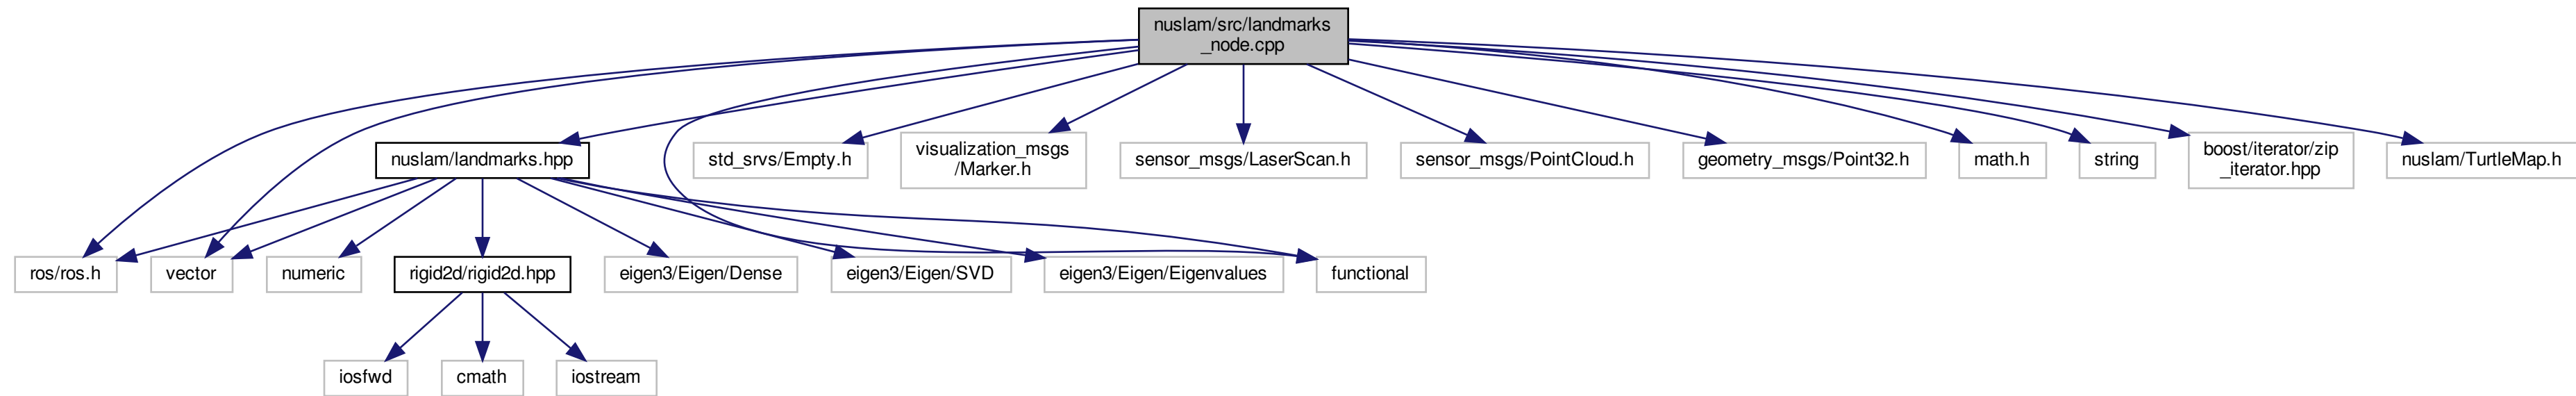 nuslam/src/landmarks
_node.cpp
nuslam/landmarks.hpp
std_srvs/Empty.h
visualization_msgs
/Marker.h
sensor_msgs/LaserScan.h
sensor_msgs/PointCloud.h
geometry_msgs/Point32.h
math.h
string
boost/iterator/zip
_iterator.hpp
nuslam/TurtleMap.h
ros/ros.h
vector
numeric
rigid2d/rigid2d.hpp
eigen3/Eigen/Dense
eigen3/Eigen/SVD
eigen3/Eigen/Eigenvalues
functional
iosfwd
cmath
iostream